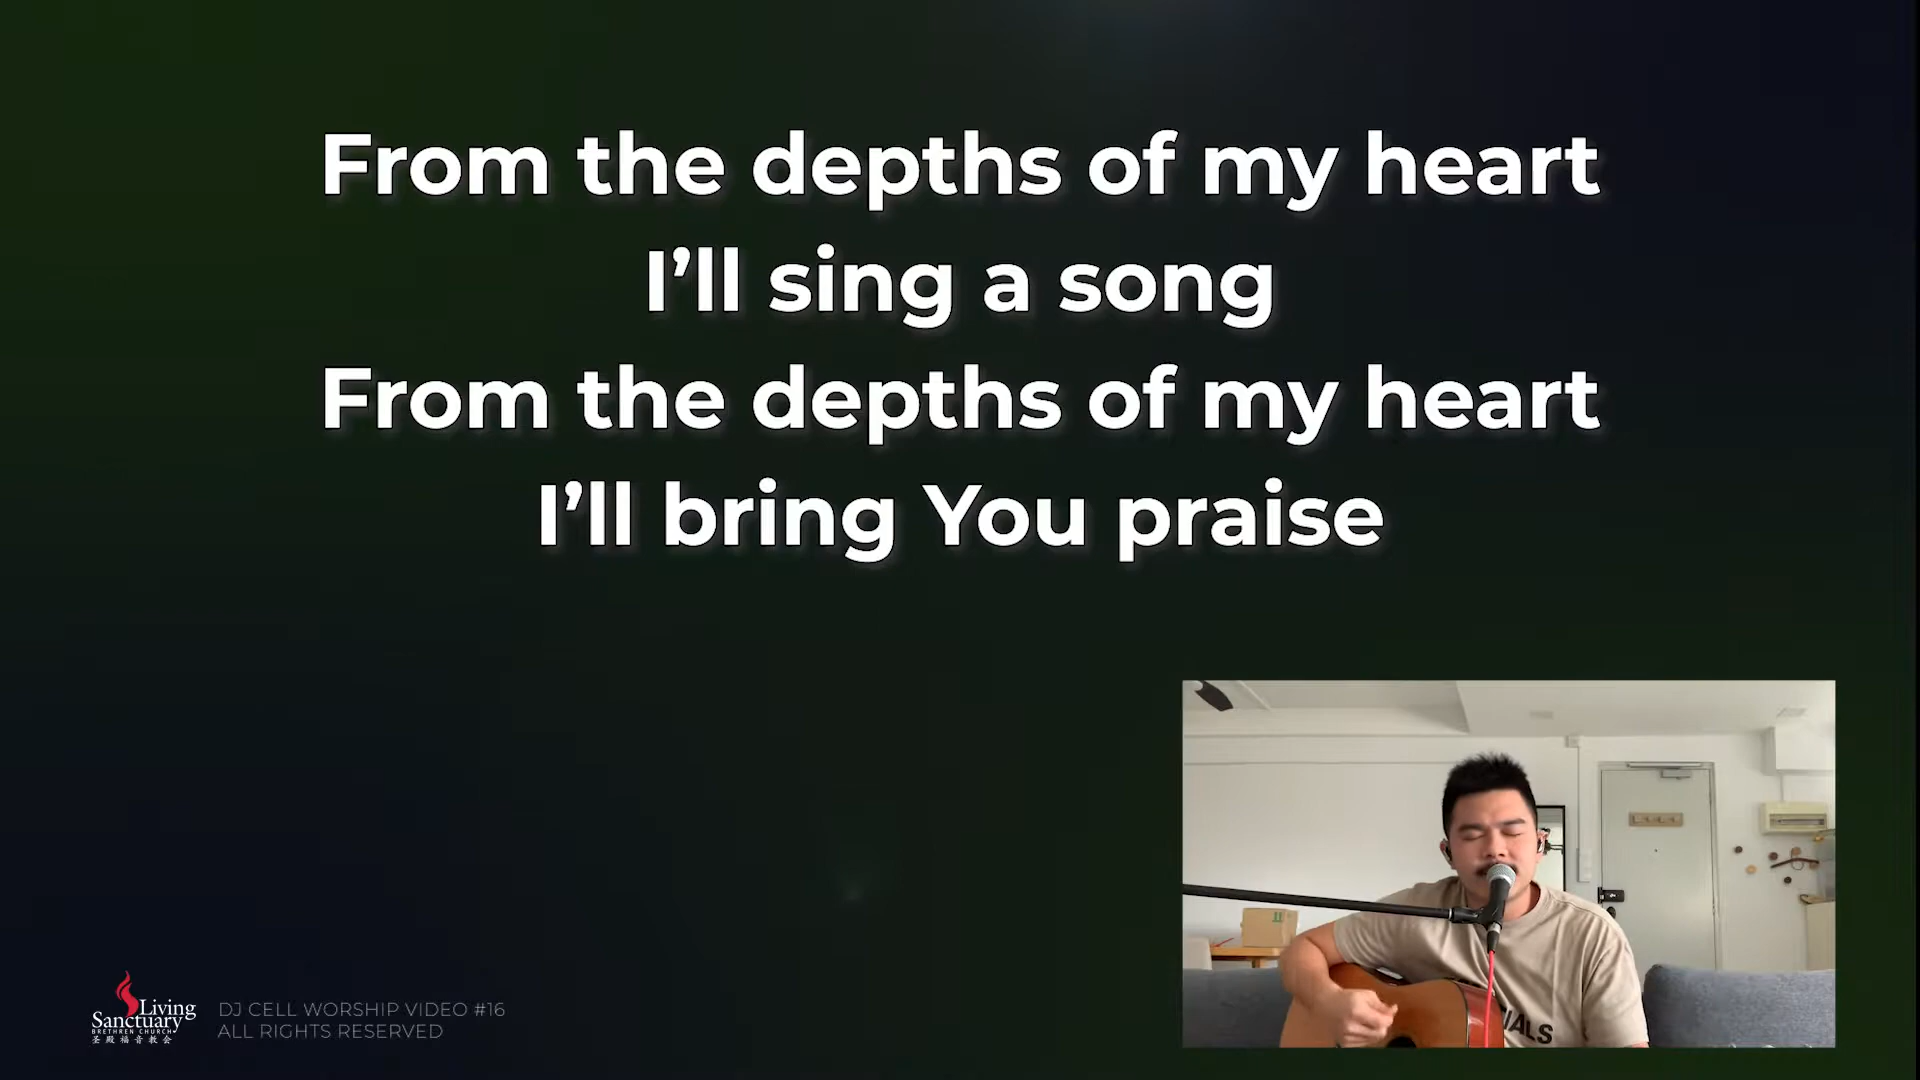 From the depths of my heart
I’ll sing a song
From the depths of my heart
I’ll bring You praise
Living
Sanctuary
BRETHREN CHURCH
圣殿福音教会
DJ CELL WORSHIP VIDEO #16
ALL RIGHTS RESERVED
IALS